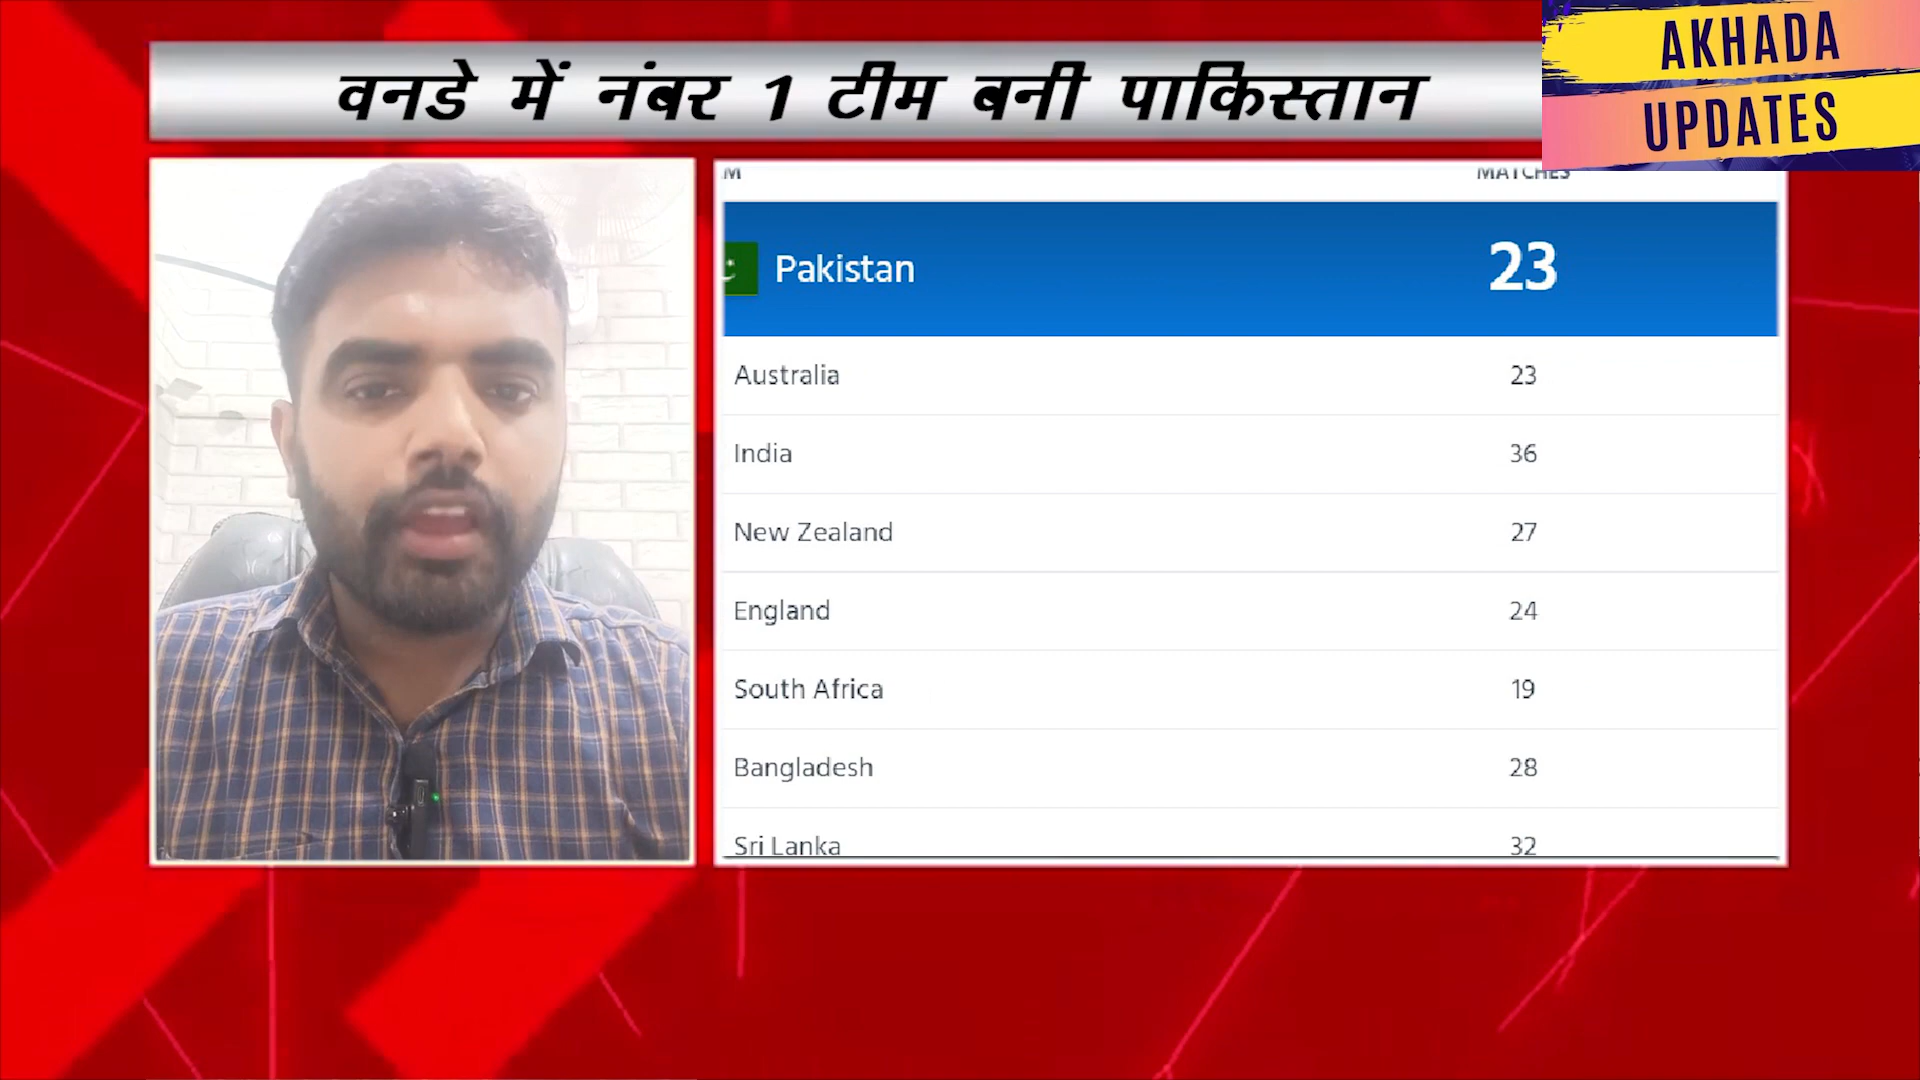 वनडे में नंबर 1 टीम बनी पाकिस्तान
AKHADA
UPDATES
M MATCHES
Pakistan 23
Australia 23
India 36
New Zealand 27
England 24
South Africa 19
Bangladesh 28
Sri Lanka 32